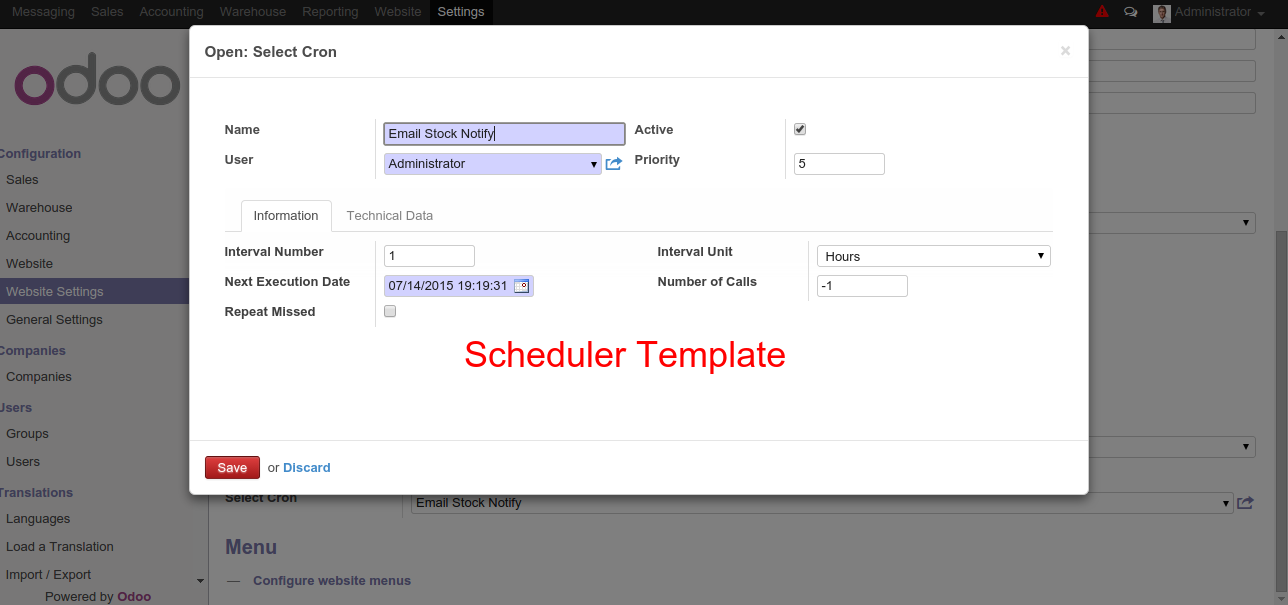 Messaging Sales Accounting Warehouse Reporting Website Settings Administrator
odoo
Configuration
Sales
Warehouse
Accounting
Website
Website Settings
General Settings
Companies
Companies
Users
Groups
Users
Translations
Languages
Load a Translation
Import / Export
Powered by Odoo
Open: Select Cron ×
Name Email Stock Notify Active
User Administrator Priority 5
Information Technical Data
Interval Number 1 Interval Unit Hours
Next Execution Date 07/14/2015 19:19:31 Number of Calls -1
Repeat Missed
Scheduler Template
Save or Discard
Select Cron Email Stock Notify
Menu
— Configure website menus